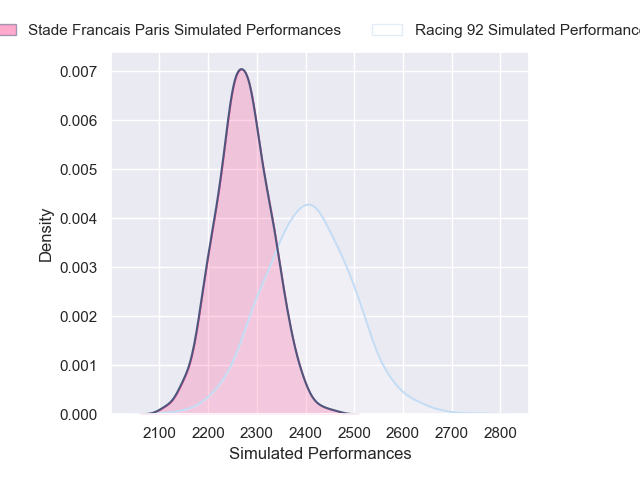 Stade Francais Paris Simulated Performances Racing 92 Simulated Performanc
0.007
0.006
0.005
0.004
0.003
0.002
0.001
0.000
Density
2100 2200 2300 2400 2500 2600 2700 2800
Simulated Performances